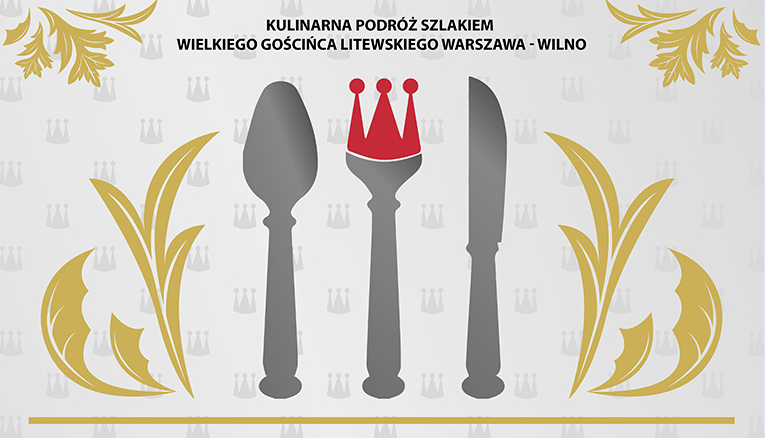 KULINARNA PODRÓŻ SZLAKIEM
WIELKIEGO GOŚCIŃCA LITEWSKIEGO WARSZAWA - WILNO